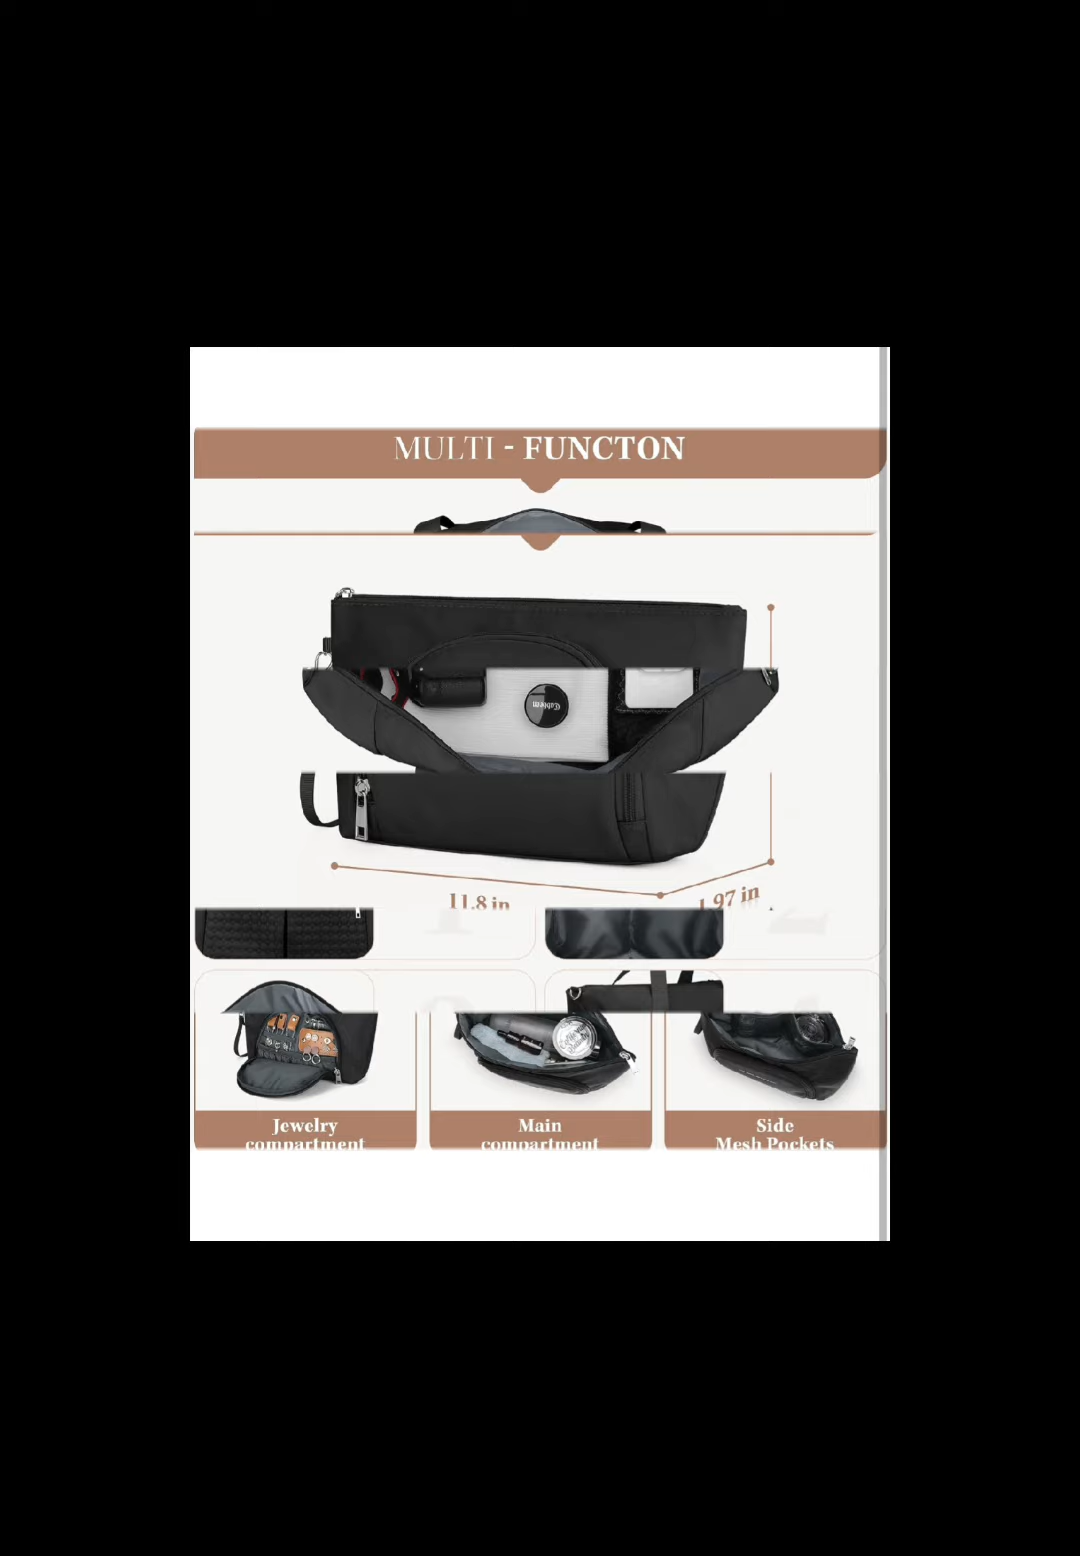 MULTI - FUNCTON
11.8 in
1.97 in
Jewelry
compartment
Main
compartment
Side
Mesh Pockets